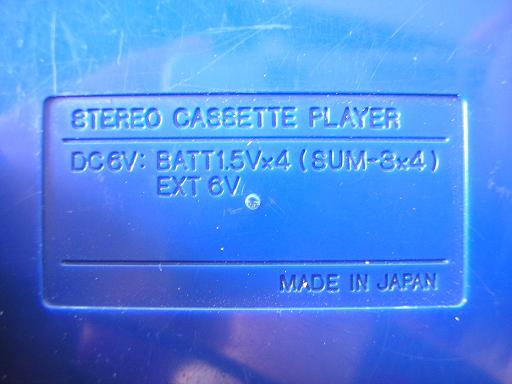 STEREO CASSETTE PLAYER
DC6V: BATT1.5V×4 (SUM-3×4)
EXT 6V
MADE IN JAPAN